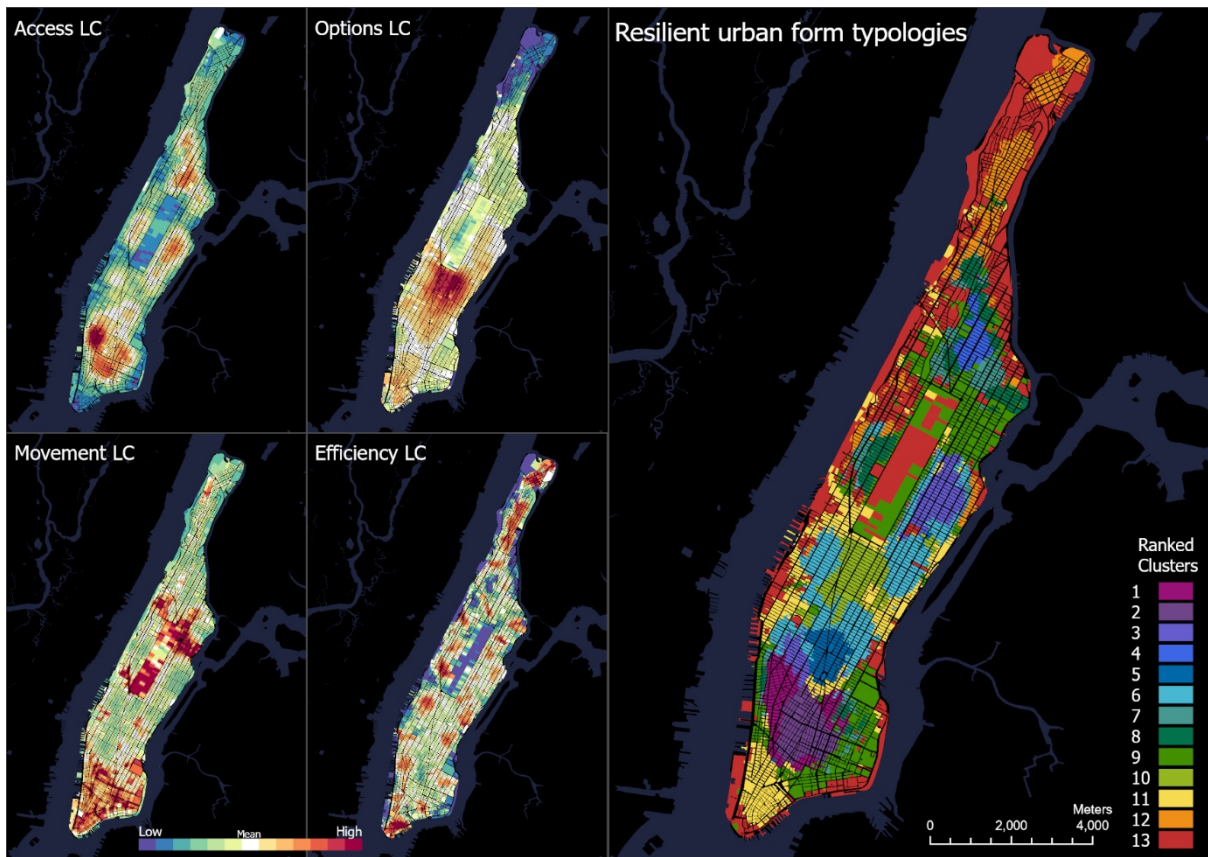 Access LC
Options LC
Resilient urban form typologies
Movement LC
Efficiency LC
Low
Mean
High
Ranked
Clusters
1
2
3
4
5
6
7
8
9
10
11
12
13
Meters
0
2,000
4,000